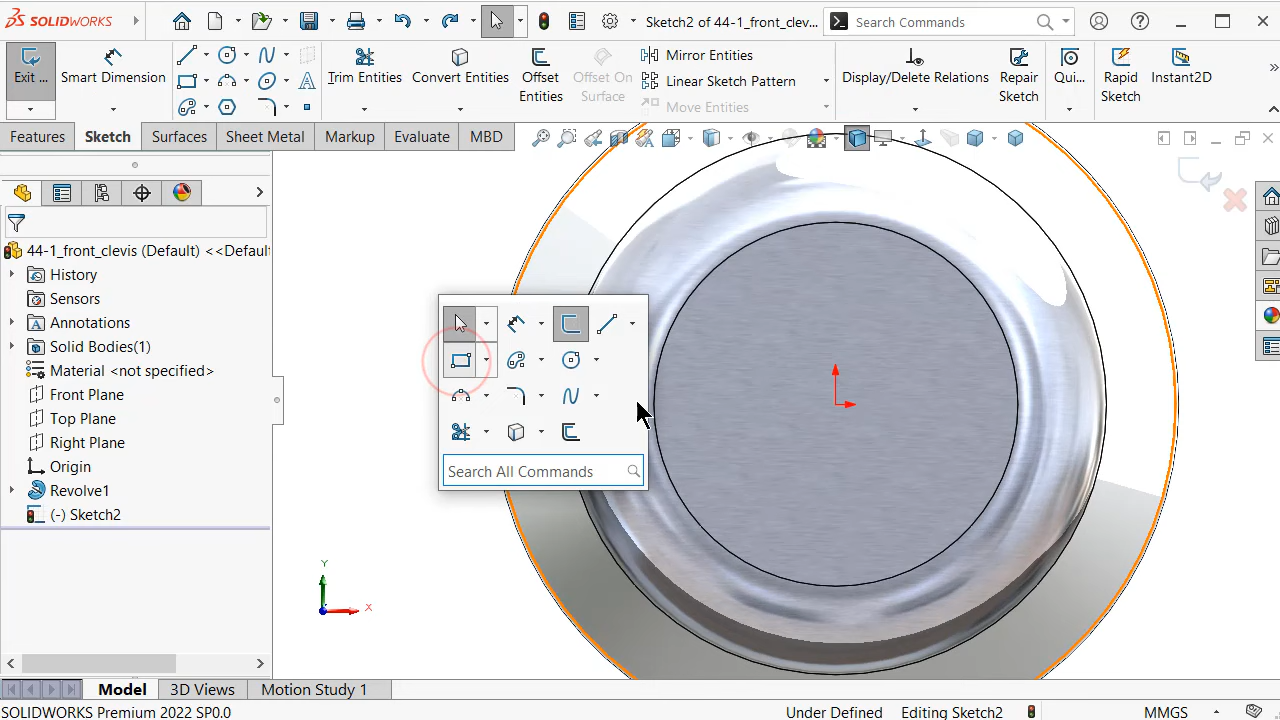 SOLIDWORKS
Sketch2 of 44-1_front_clev...
Search Commands
Exit ...
Smart Dimension
Trim Entities
Convert Entities
Offset Entities
Offset On Surface
Mirror Entities
Linear Sketch Pattern
Move Entities
Display/Delete Relations
Repair Sketch
Qui...
Rapid Sketch
Instant2D
Features
Sketch
Surfaces
Sheet Metal
Markup
Evaluate
MBD
44-1_front_clevis (Default) <<Defaul
History
Sensors
Annotations
Solid Bodies(1)
Material <not specified>
Front Plane
Top Plane
Right Plane
Origin
Revolve1
(-) Sketch2
Search All Commands
Y
X
Model
3D Views
Motion Study 1
SOLIDWORKS Premium 2022 SP0.0
Under Defined
Editing Sketch2
MMGS